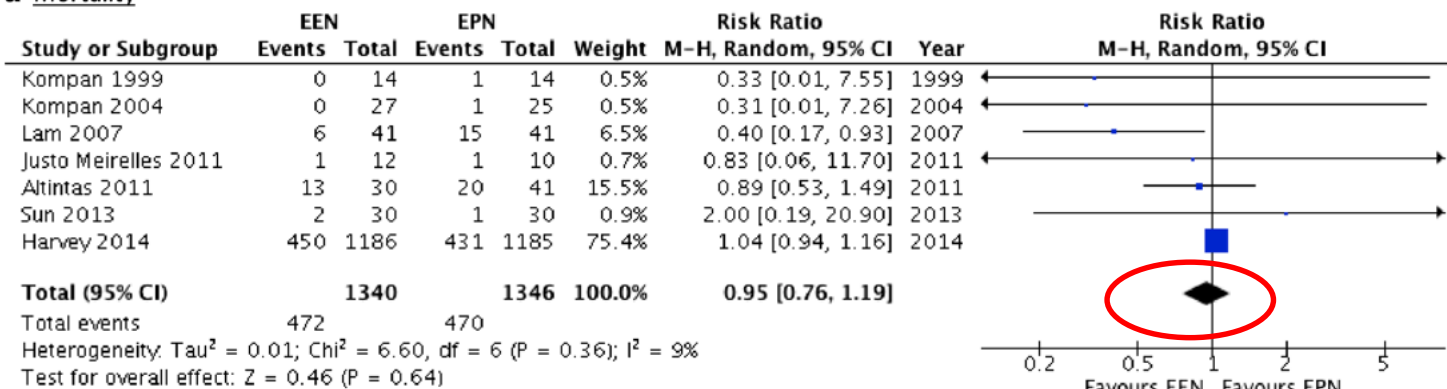 a Mortality
EEN EPN Risk Ratio Risk Ratio
Study or Subgroup Events Total Events Total Weight M-H, Random, 95% CI Year M-H, Random, 95% CI
Kompan 1999 0 14 1 14 0.5% 0.33 [0.01, 7.55] 1999
Kompan 2004 0 27 1 25 0.5% 0.31 [0.01, 7.26] 2004
Lam 2007 6 41 15 41 6.5% 0.40 [0.17, 0.93] 2007
Justo Meirelles 2011 1 12 1 10 0.7% 0.83 [0.06, 11.70] 2011
Altintas 2011 13 30 20 41 15.5% 0.89 [0.53, 1.49] 2011
Sun 2013 2 30 1 30 0.9% 2.00 [0.19, 20.90] 2013
Harvey 2014 450 1186 431 1185 75.4% 1.04 [0.94, 1.16] 2014
Total (95% CI) 1340 1346 100.0% 0.95 [0.76, 1.19]
Total events 472 470
Heterogeneity: Tau² = 0.01; Chi² = 6.60, df = 6 (P = 0.36); I² = 9%
Test for overall effect: Z = 0.46 (P = 0.64)
0.2 0.5 1 2 5
Favours EEN Favours EPN